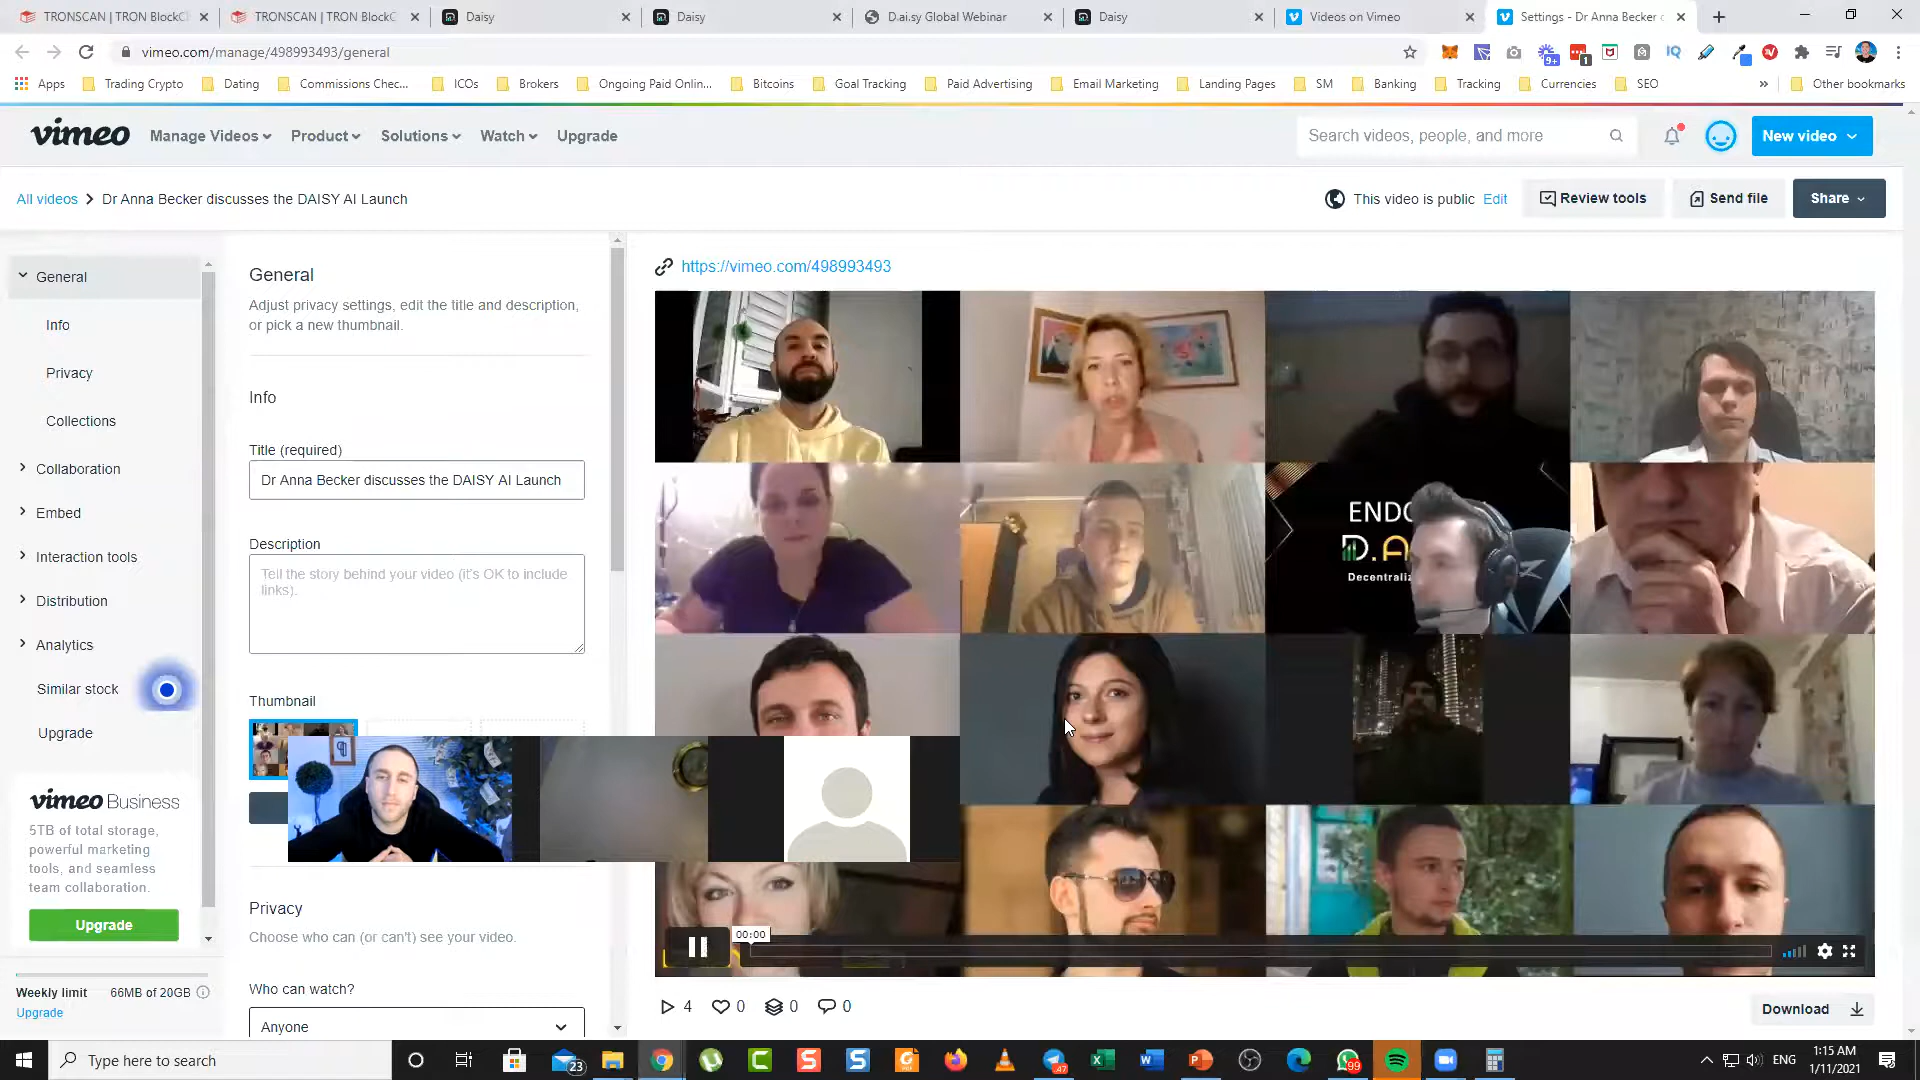 TRONSCAN | TRON BlockCh
TRONSCAN | TRON BlockC
Daisy
Daisy
D.ai.sy Global Webinar
Daisy
Videos on Vimeo
Settings - Dr Anna Becker
vimeo.com/manage/498993493/general
Apps
Trading Crypto
Dating
Commissions Chec...
ICOs
Brokers
Ongoing Paid Onlin...
Bitcoins
Goal Tracking
Paid Advertising
Email Marketing
Landing Pages
SM
Banking
Tracking
Currencies
SEO
Other bookmarks
vimeo
Manage Videos
Product
Solutions
Watch
Upgrade
Search videos, people, and more
New video
All videos
Dr Anna Becker discusses the DAISY AI Launch
This video is public
Edit
Review tools
Send file
Share
General
Info
Privacy
Collections
Collaboration
Embed
Interaction tools
Distribution
Analytics
Similar stock
Upgrade
vimeo Business
5TB of total storage,
powerful marketing
tools, and seamless
team collaboration.
Upgrade
Weekly limit
66MB of 20GB
Upgrade
General
Adjust privacy settings, edit the title and description,
or pick a new thumbnail.
Info
Title (required)
Dr Anna Becker discusses the DAISY AI Launch
Description
Tell the story behind your video (it's OK to include
links).
Thumbnail
Privacy
Choose who can (or can't) see your video.
Who can watch?
Anyone
https://vimeo.com/498993493
ENDO
D.A
Decentraliz
00:00
4
0
0
0
Download
Type here to search
23
47
99
ENG
1:15 AM
1/11/2021